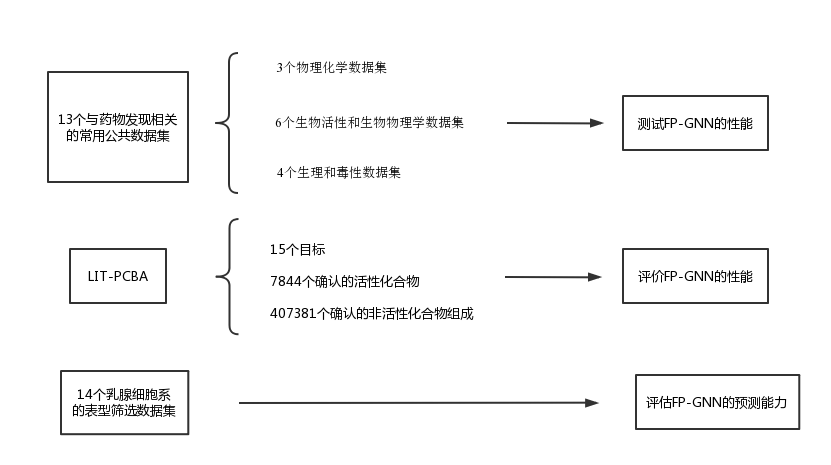 13个与药物发现相关
的常用公共数据集
3个物理化学数据集
6个生物活性和生物物理学数据集
4个生理和毒性数据集
测试FP-GNN的性能
LIT-PCBA
15个目标
7844个确认的活性化合物
407381个确认的非活性化合物组成
评价FP-GNN的性能
14个乳腺细胞系
的表型筛选数据集
评估FP-GNN的预测能力